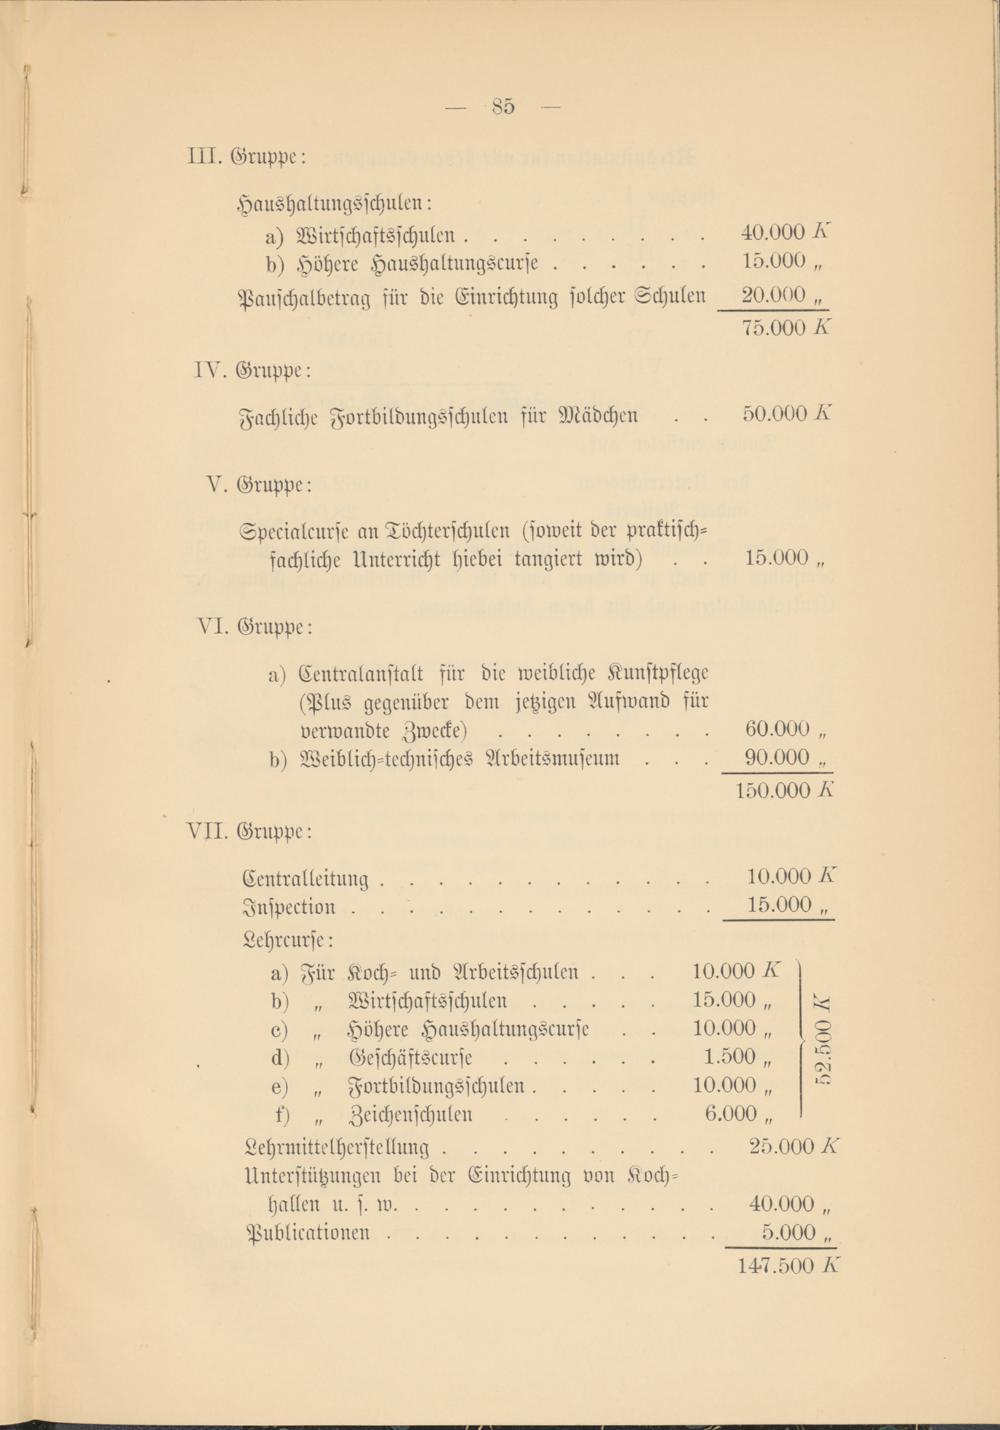 — 85 —
III. Gruppe:
Haushaltungsschulen:
a) Wirtschaftsschulen . . . . . . . . . 40.000 K
b) Höhere Haushaltungscurse . . . . . . 15.000 „
Pauschalbetrag für die Einrichtung solcher Schulen 20.000 „
75.000 K
IV. Gruppe:
Fachliche Fortbildungsschulen für Mädchen . . 50.000 K
V. Gruppe:
Specialcurse an Töchterschulen (soweit der praktisch-
fachliche Unterricht hiebei tangiert wird) . . 15.000 „
VI. Gruppe:
a) Centralanstalt für die weibliche Kunstpflege
(Plus gegenüber dem jetzigen Aufwand für
verwandte Zwecke) . . . . . . . . 60.000 „
b) Weiblich-technisches Arbeitsmuseum . . . 90.000 „
150.000 K
VII. Gruppe:
Centralleitung . . . . . . . . . . . . 10.000 K
Inspection . . . . . . . . . . . . . 15.000 „
Lehrcurse:
a) Für Koch- und Arbeitsschulen . . . 10.000 K
b) „ Wirtschaftsschulen . . . . . 15.000 „
c) „ Höhere Haushaltungscurse . . 10.000 „
d) „ Geschäftscurse . . . . . . 1.500 „
e) „ Fortbildungsschulen . . . . . 10.000 „
f) „ Zeichenschulen . . . . . . 6.000 „
52.500 K
Lehrmittelherstellung . . . . . . . . . . 25.000 K
Unterstützungen bei der Einrichtung von Koch-
hallen u. s. w. . . . . . . . . . . . 40.000 „
Publicationen . . . . . . . . . . . . 5.000 „
147.500 K